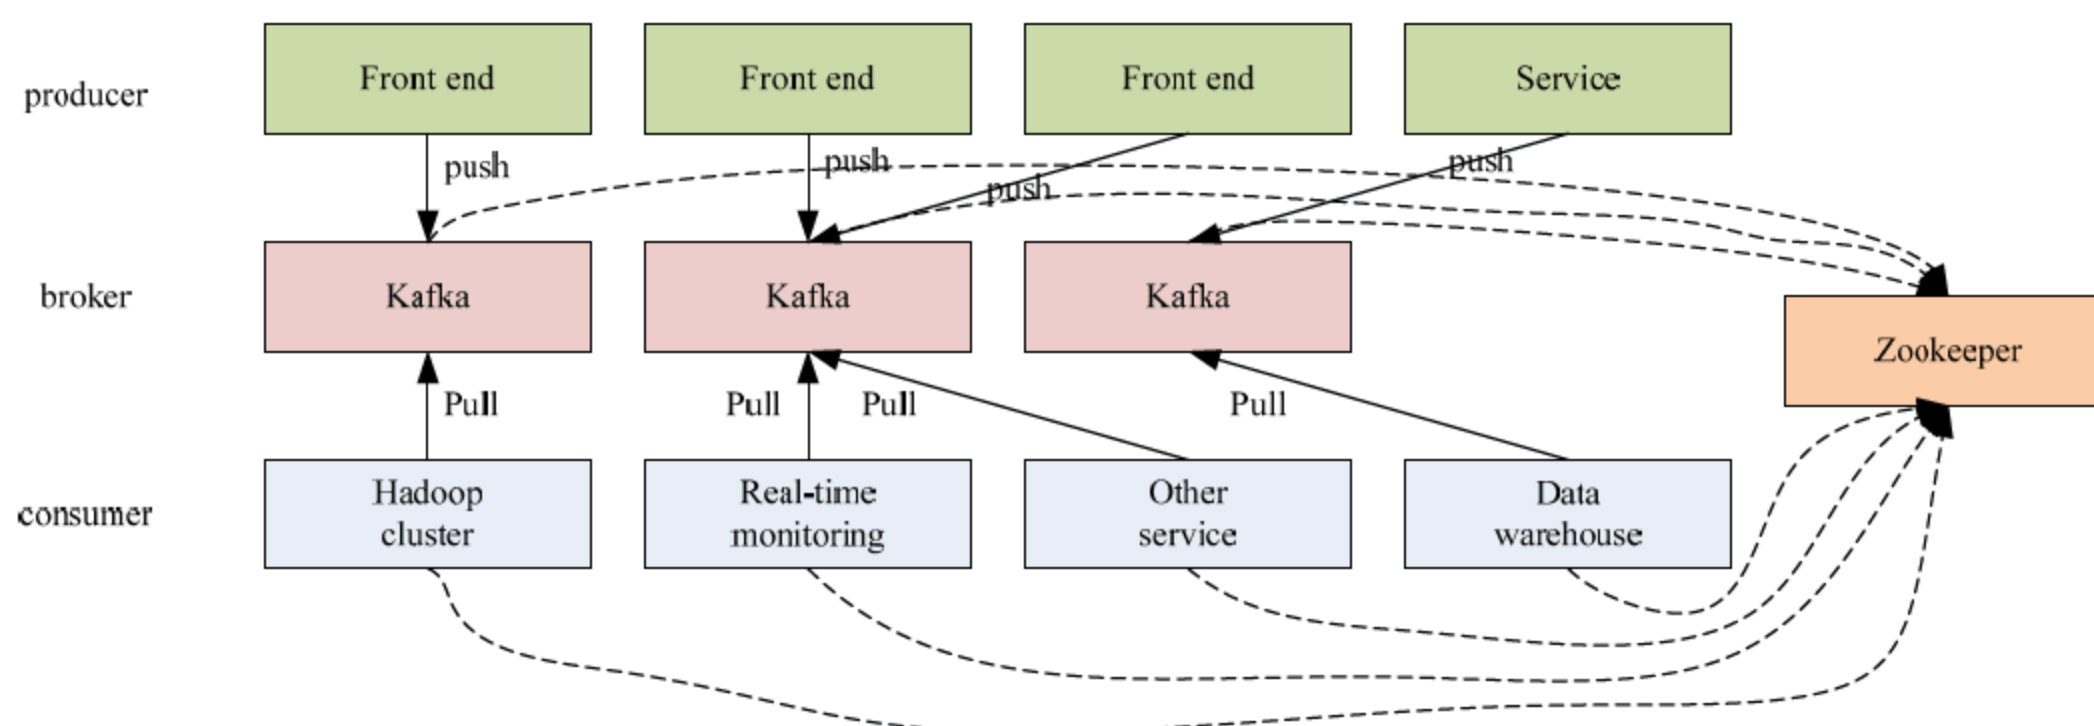 producer
Front end
Front end
Front end
Service
push
push
push
push
broker
Kafka
Kafka
Kafka
Zookeeper
Pull
Pull
Pull
Pull
consumer
Hadoop
cluster
Real-time
monitoring
Other
service
Data
warehouse